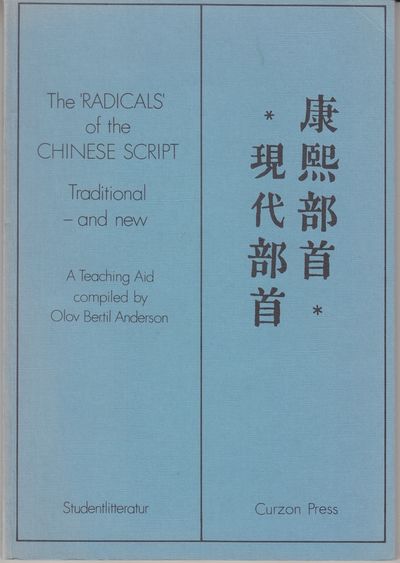 The 'RADICALS'
of the
CHINESE SCRIPT
Traditional
– and new
A Teaching Aid
compiled by
Olov Bertil Anderson
康熙部首 *
* 現代部首
Studentlitteratur
Curzon Press